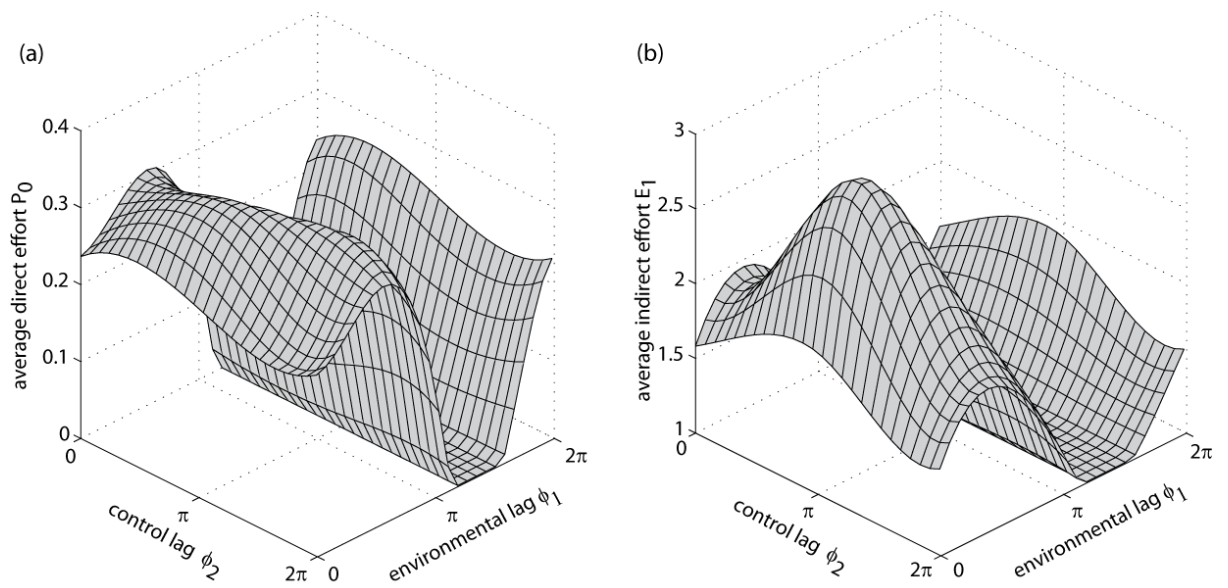 (a)
0.4
0.3
0.2
0.1
0
average direct effort P0
0
π
2π
control lag ϕ2
0
π
2π
environmental lag ϕ1
(b)
3
2.5
2
1.5
1
average indirect effort E1
0
π
2π
control lag ϕ2
0
π
2π
environmental lag ϕ1